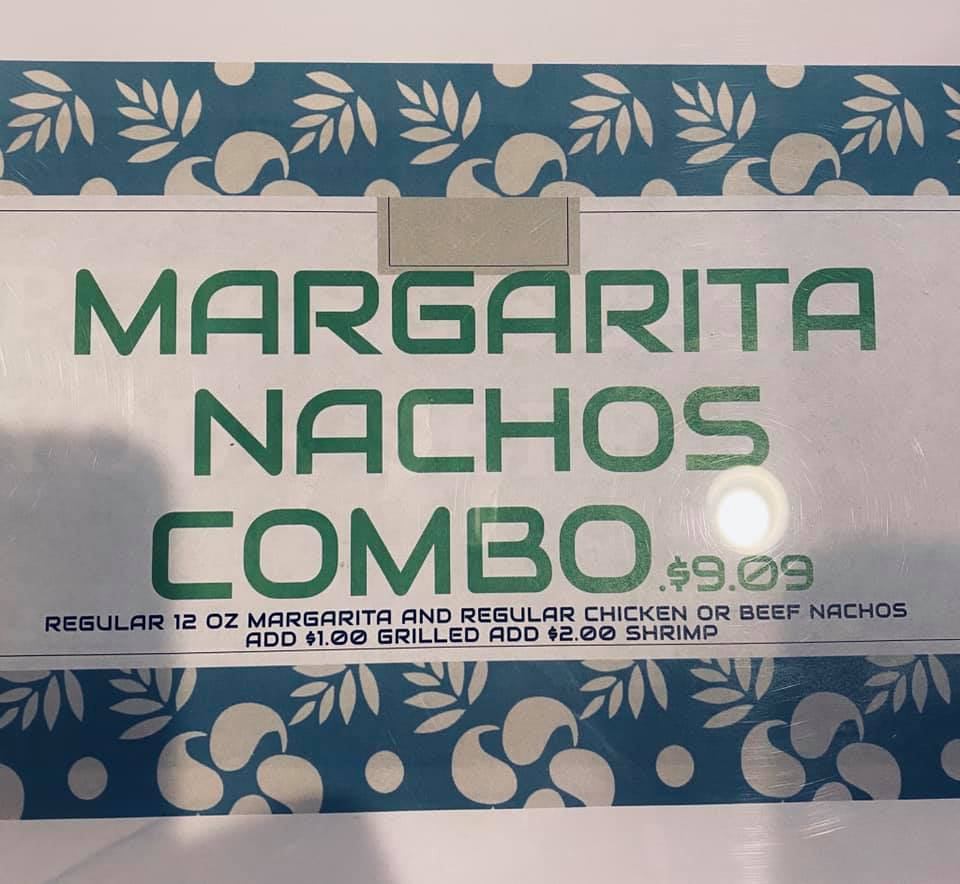 MARGARITA
NACHOS
COMBO.$9.09
REGULAR 12 OZ MARGARITA AND REGULAR CHICKEN OR BEEF NACHOS
ADD $1.00 GRILLED ADD $2.00 SHRIMP